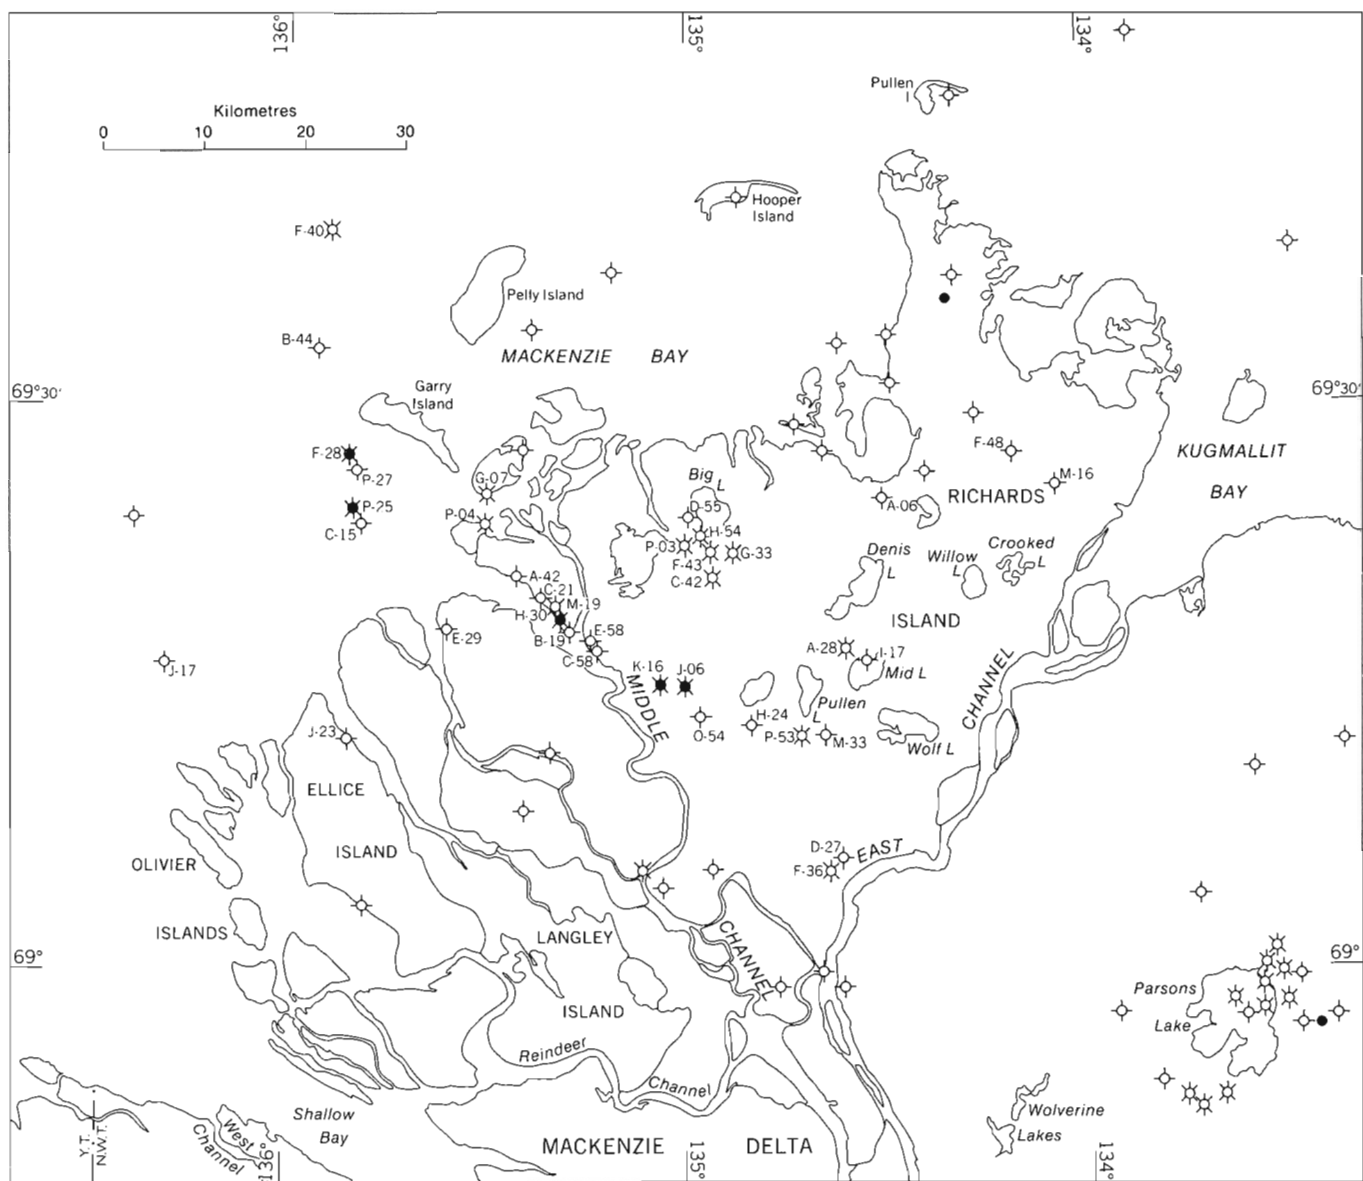 136°
135°
134°
Kilometres
0 10 20 30
Pullen
I
Hooper
Island
F-40
Pelly Island
B-44
MACKENZIE BAY
69°30'
69°30'
Garry
Island
F-28
P-27
G-07
P-25
C-15
P-04
Big
L
D-55
H-54
P-03
F-43
G-33
C-42
F-48
M-16
RICHARDS
A-06
KUGMALLIT
BAY
Denis
L
Willow
L
Crooked
L
A-42
C-21
M-19
H-30
B-19
E-58
C-58
E-29
J-17
ISLAND
A-28
I-17
Mid L
K-16
J-06
MIDDLE
Pullen
L
H-24
O-54
P-53
M-33
Wolf L
CHANNEL
J-23
ELLICE
ISLAND
OLIVIER
ISLANDS
D-27
F-36
EAST
LANGLEY
ISLAND
CHANNEL
69°
69°
Parsons
Lake
Reindeer
Channel
Wolverine
Lakes
Shallow
Bay
West
Channel
Y.T.
N.W.T.
MACKENZIE DELTA
136°
135°
134°